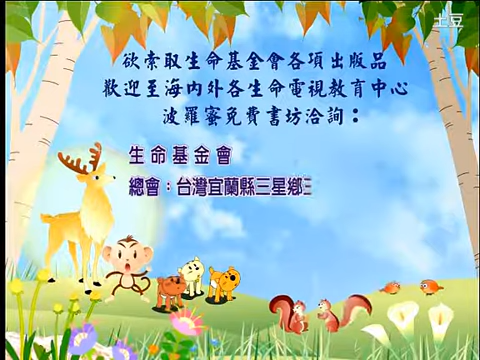 土豆
欲索取生命基金會各項出版品
歡迎至海內外各生命電視教育中心
波羅蜜免費書坊洽詢：
生命基金會
總會：台灣宜蘭縣三星鄉